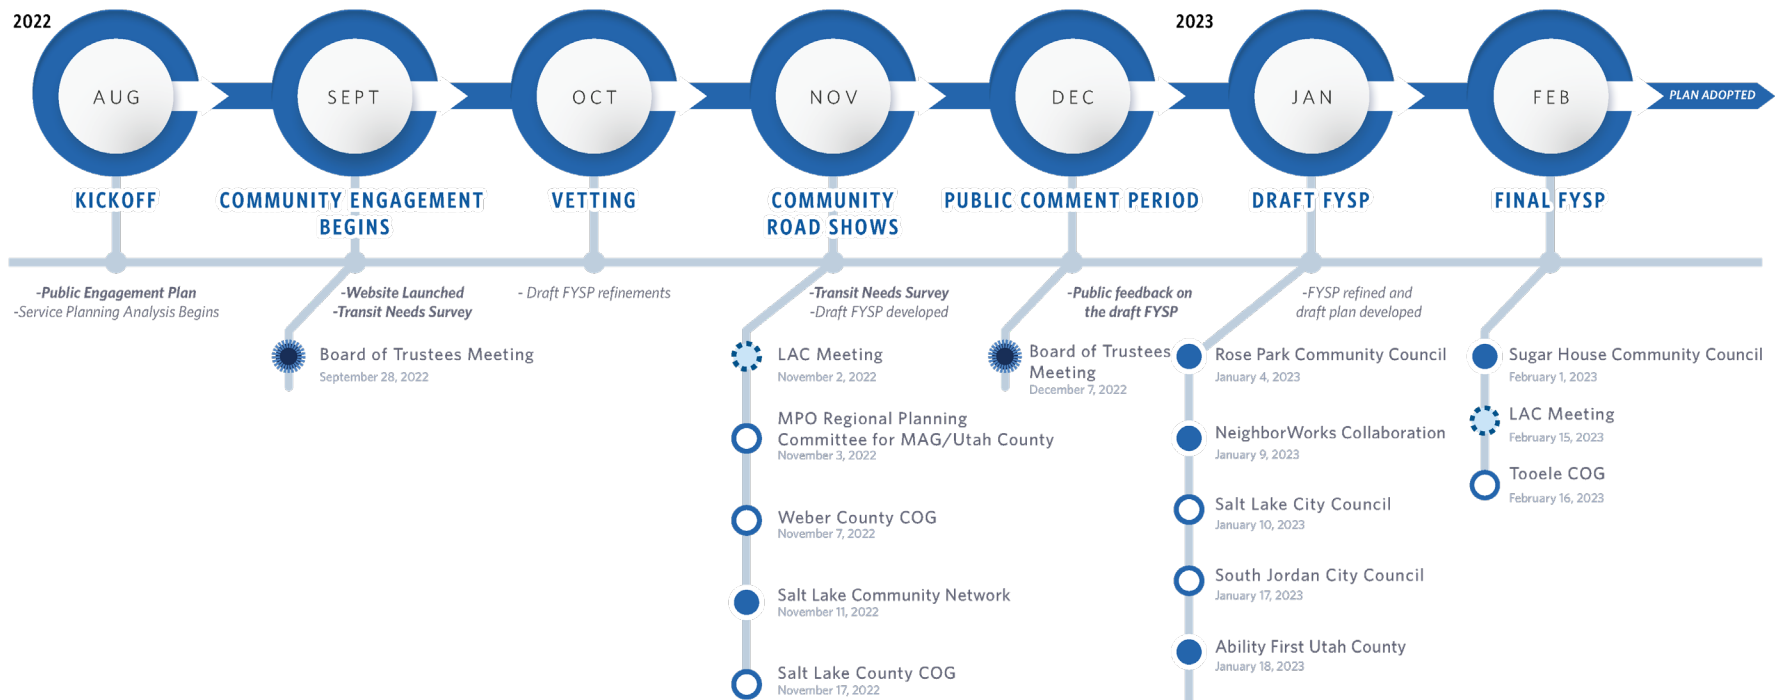 2022
2023
AUG
SEPT
OCT
NOV
DEC
JAN
FEB
PLAN ADOPTED
KICKOFF
COMMUNITY ENGAGEMENT
BEGINS
VETTING
COMMUNITY
ROAD SHOWS
PUBLIC COMMENT PERIOD
DRAFT FYSP
FINAL FYSP
-Public Engagement Plan
-Service Planning Analysis Begins
-Website Launched
-Transit Needs Survey
- Draft FYSP refinements
-Transit Needs Survey
-Draft FYSP developed
-Public feedback on
the draft FYSP
-FYSP refined and
draft plan developed
Board of Trustees Meeting
September 28, 2022
LAC Meeting
November 2, 2022
MPO Regional Planning
Committee for MAG/Utah County
November 3, 2022
Weber County COG
November 7, 2022
Salt Lake Community Network
November 11, 2022
Salt Lake County COG
November 17, 2022
Board of Trustees
Meeting
December 7, 2022
Rose Park Community Council
January 4, 2023
NeighborWorks Collaboration
January 9, 2023
Salt Lake City Council
January 10, 2023
South Jordan City Council
January 17, 2023
Ability First Utah County
January 18, 2023
Sugar House Community Council
February 1, 2023
LAC Meeting
February 15, 2023
Tooele COG
February 16, 2023